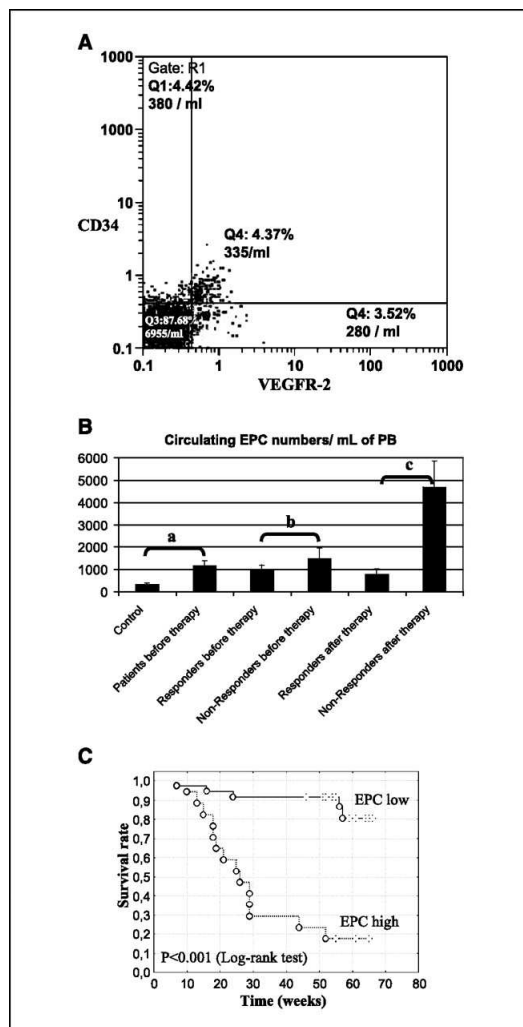 A
1000
Gate: R1
Q1:4.42%
380 / ml
1000
100
CD34
10
Q4: 4.37%
335/ml
1
Q4: 3.52%
280 / ml
Q3:87.68%
6955/ml
0.1
0.1 1 10 100 1000
VEGFR-2
B
Circulating EPC numbers/ mL of PB
6000
5000
4000
3000
2000
1000
0
a
b
c
Control
Patients before therapy
Responders before therapy
Non-Responders before therapy
Responders after therapy
Non-Responders after therapy
C
1,0
0,9
0,8
0,7
0,6
0,5
0,4
0,3
0,2
0,1
0,0
Survival rate
EPC low
EPC high
P<0.001 (Log-rank test)
0 10 20 30 40 50 60 70 80
Time (weeks)